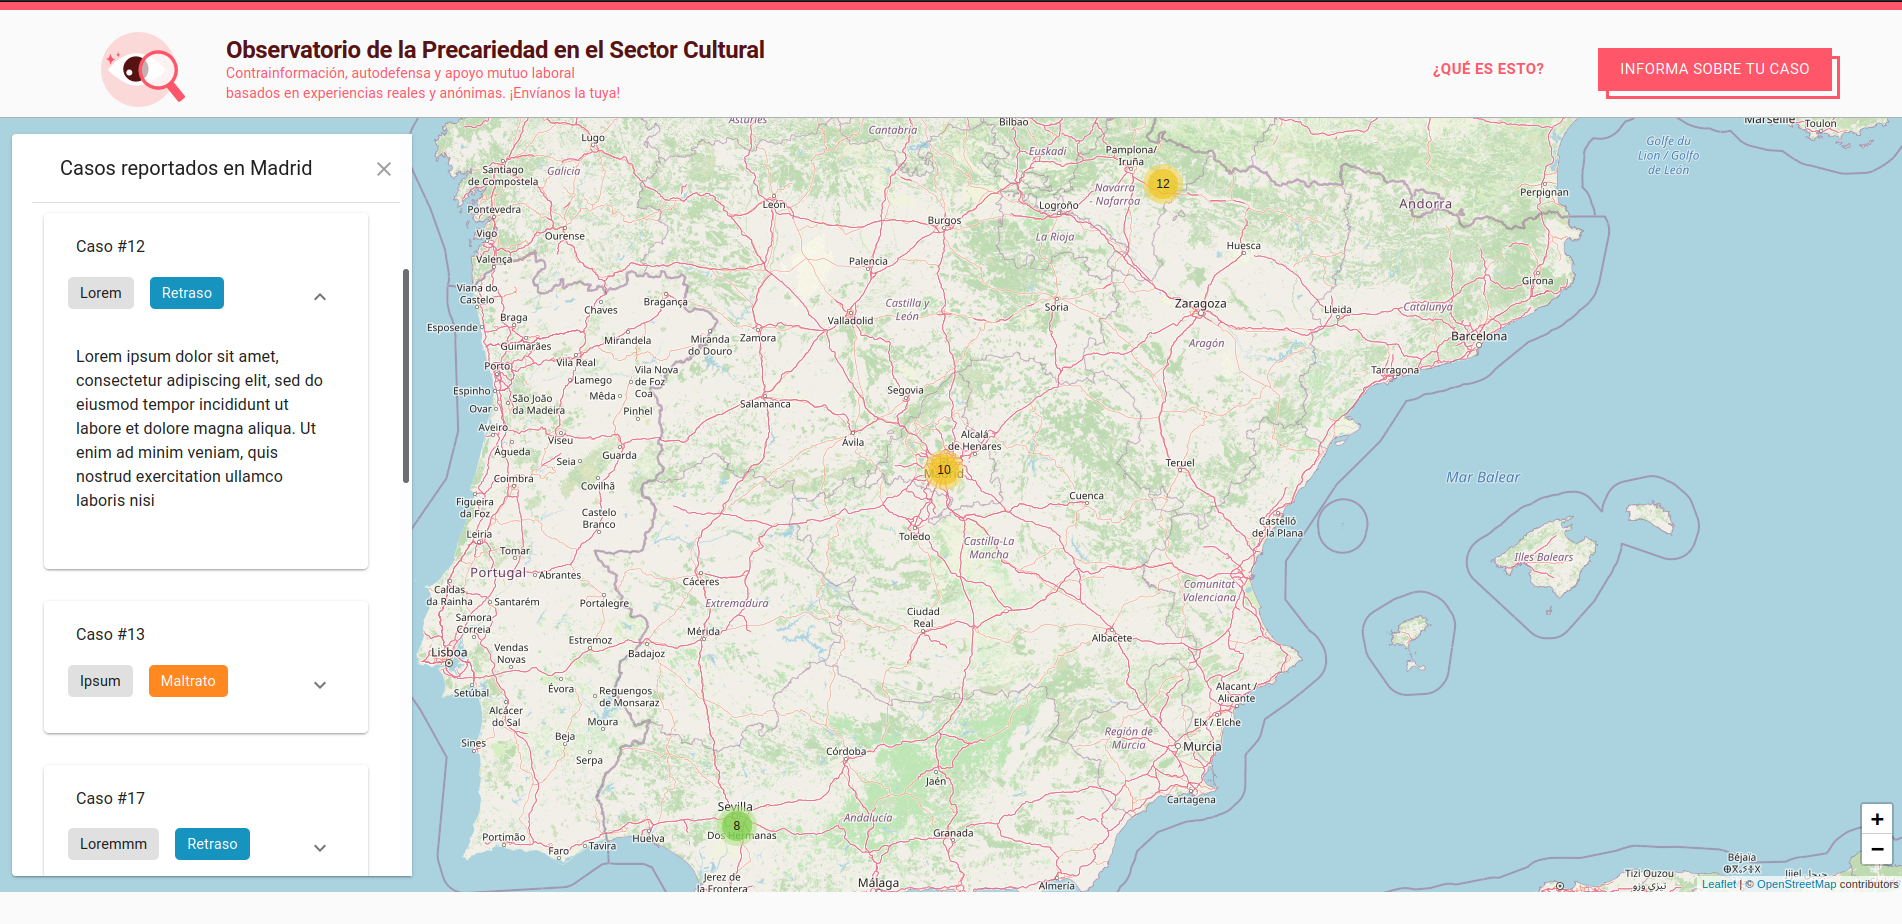 Observatorio de la Precariedad en el Sector Cultural
Contrainformación, autodefensa y apoyo mutuo laboral
basados en experiencias reales y anónimas. ¡Envíanos la tuya!
¿QUÉ ES ESTO?
INFORMA SOBRE TU CASO
Casos reportados en Madrid
Caso #12
Lorem
Retraso
Lorem ipsum dolor sit amet,
consectetur adipiscing elit, sed do
eiusmod tempor incididunt ut
labore et dolore magna aliqua. Ut
enim ad minim veniam, quis
nostrud exercitation ullamco
laboris nisi
Caso #13
Ipsum
Maltrato
Caso #17
Loremmm
Retraso
Asturies
Cantabria
Bilbao
Lugo
Euskadi
Pamplona/
Iruña
12
Santiago
de Compostela
Galicia
Navarra
- Nafarroa
Pontevedra
León
Logroño
Burgos
La Rioja
Vigo
Ourense
Huesca
Andorra
Perpignan
Golfe du
Lion / Golfo
de León
Marseille
Toulon
Valença
Palencia
Viana do
Castelo
Bragança
Chaves
Castilla y
León
Soria
Zaragoza
Lleida
Catalunya
Girona
Braga
Valladolid
Esposende
Guimarães
Mirandela
Miranda
do Douro
Zamora
Aragón
Barcelona
Porto
Vila Real
Vila Nova
de Foz
Coa
Lamego
Tarragona
Espinho
São João
da Madeira
Mêda
Segovia
Ovar
Pinhel
Salamanca
Aveiro
Viseu
Ávila
Alcalá
de Henares
Águeda
Seia
Guarda
Teruel
10
Madrid
Mar Balear
Coimbra
Covilhã
Cuenca
Figueira
da Foz
Castelo
Branco
Castelló
de la Plana
Leiria
Toledo
Castilla-La
Mancha
Tomar
Illes Balears
Portugal
Abrantes
Cáceres
Comunitat
Valenciana
Caldas
da Rainha
Santarém
Portalegre
Extremadura
Ciudad
Real
Samora
Correia
Mérida
Albacete
Estremoz
Lisboa
Vendas
Novas
Badajoz
Setúbal
Évora
Reguengos
de Monsaraz
Alacant /
Alicante
Alcácer
do Sal
Moura
Elx / Elche
Sines
Beja
Región de
Murcia
Murcia
Córdoba
Serpa
Jaén
Cartagena
Sevilla
8
Dos Hermanas
Andalucía
Portimão
Huelva
Granada
Faro
Tavira
Jerez de
la Frontera
Málaga
Almería
+
−
Béjaïa
Tizi Ouzou
تيزي وزو
Jijel
Leaflet | © OpenStreetMap contributors